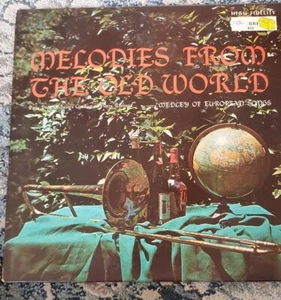 HIGH FIDELITY
MELODIES FROM
THE OLD WORLD
MEDLEY OF EUROPEAN SONGS